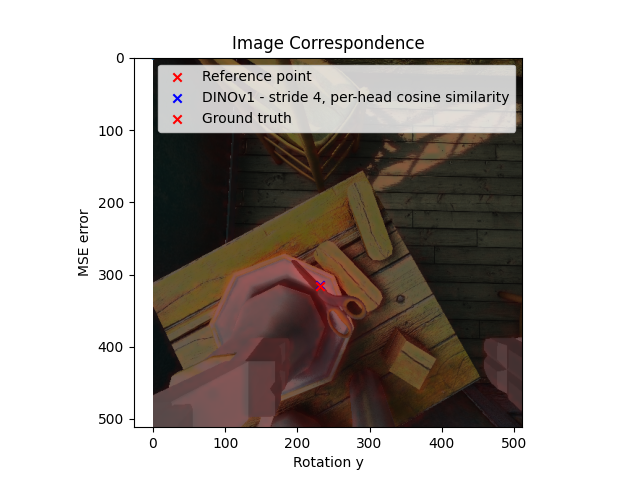 Image Correspondence
Reference point
DINOv1 - stride 4, per-head cosine similarity
Ground truth
MSE error
0
100
200
300
400
500
0
100
200
300
400
500
Rotation y